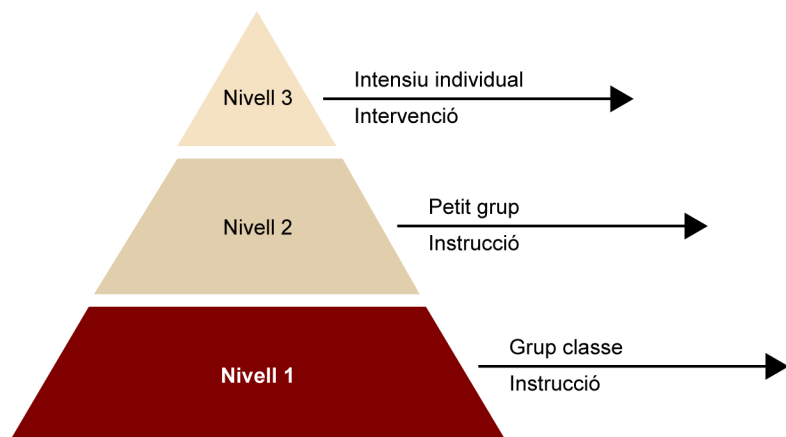 Nivell 3
Intensiu individual
Intervenció
Nivell 2
Petit grup
Instrucció
Nivell 1
Grup classe
Instrucció